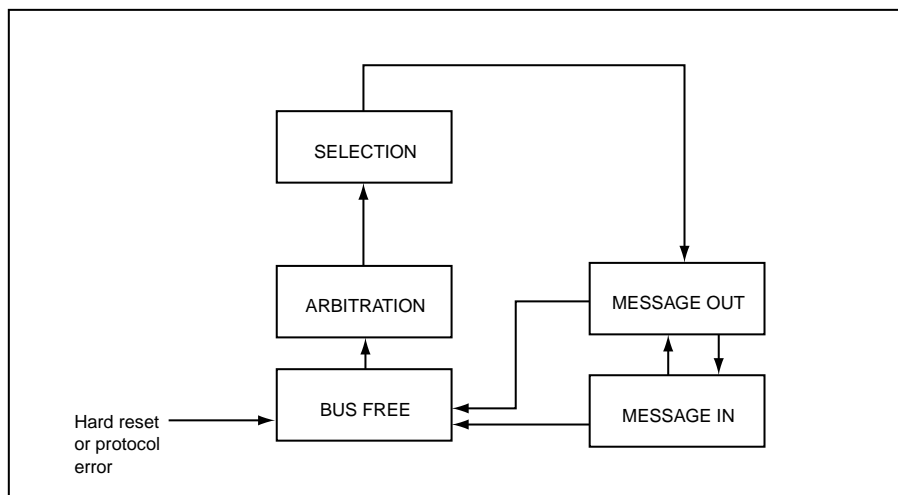 SELECTION
ARBITRATION
MESSAGE OUT
BUS FREE
MESSAGE IN
Hard reset
or protocol
error